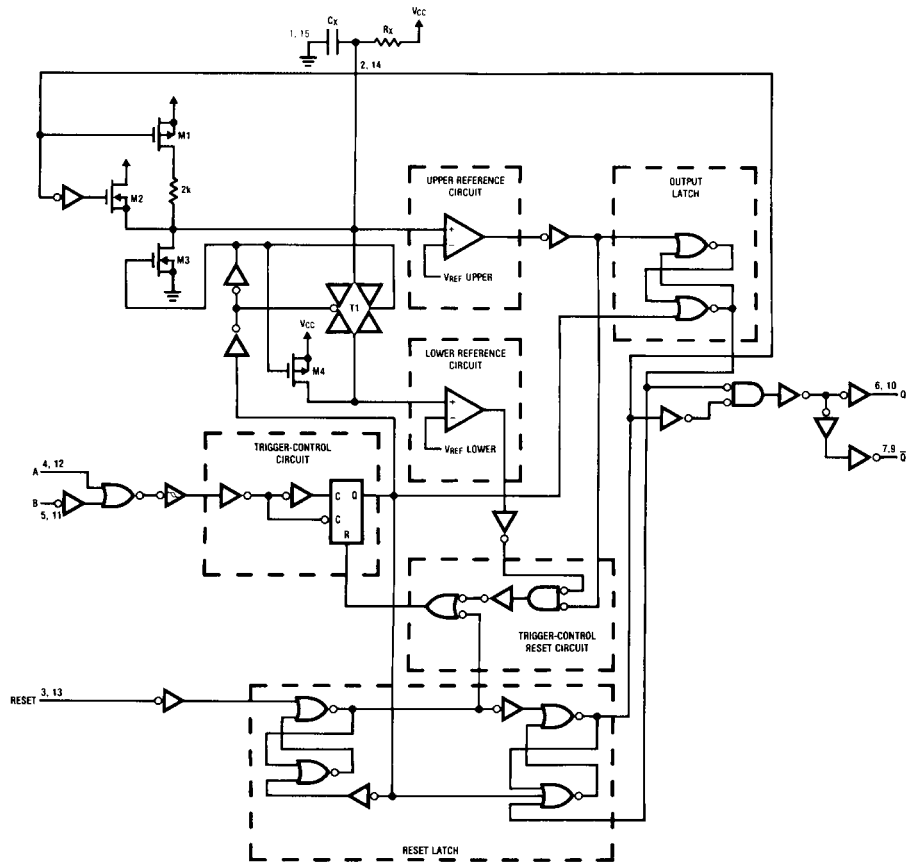 VCC
CX
RX
1, 15
2, 14
M1
M2
2k
M3
UPPER REFERENCE
CIRCUIT
+
−
VREF UPPER
OUTPUT
LATCH
T1
VCC
M4
LOWER REFERENCE
CIRCUIT
+
−
VREF LOWER
6, 10
Q
7,9
Q̅
TRIGGER-CONTROL
CIRCUIT
A
4, 12
B
5, 11
C
Q
C
R
TRIGGER-CONTROL
RESET CIRCUIT
RESET
3, 13
RESET LATCH